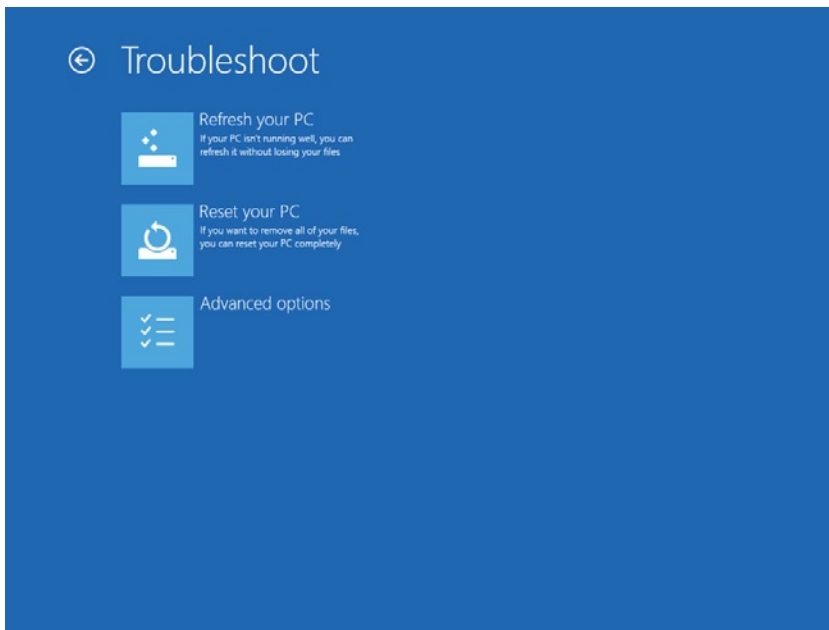 Troubleshoot
Refresh your PC
If your PC isn't running well, you can
refresh it without losing your files
Reset your PC
If you want to remove all of your files,
you can reset your PC completely
Advanced options